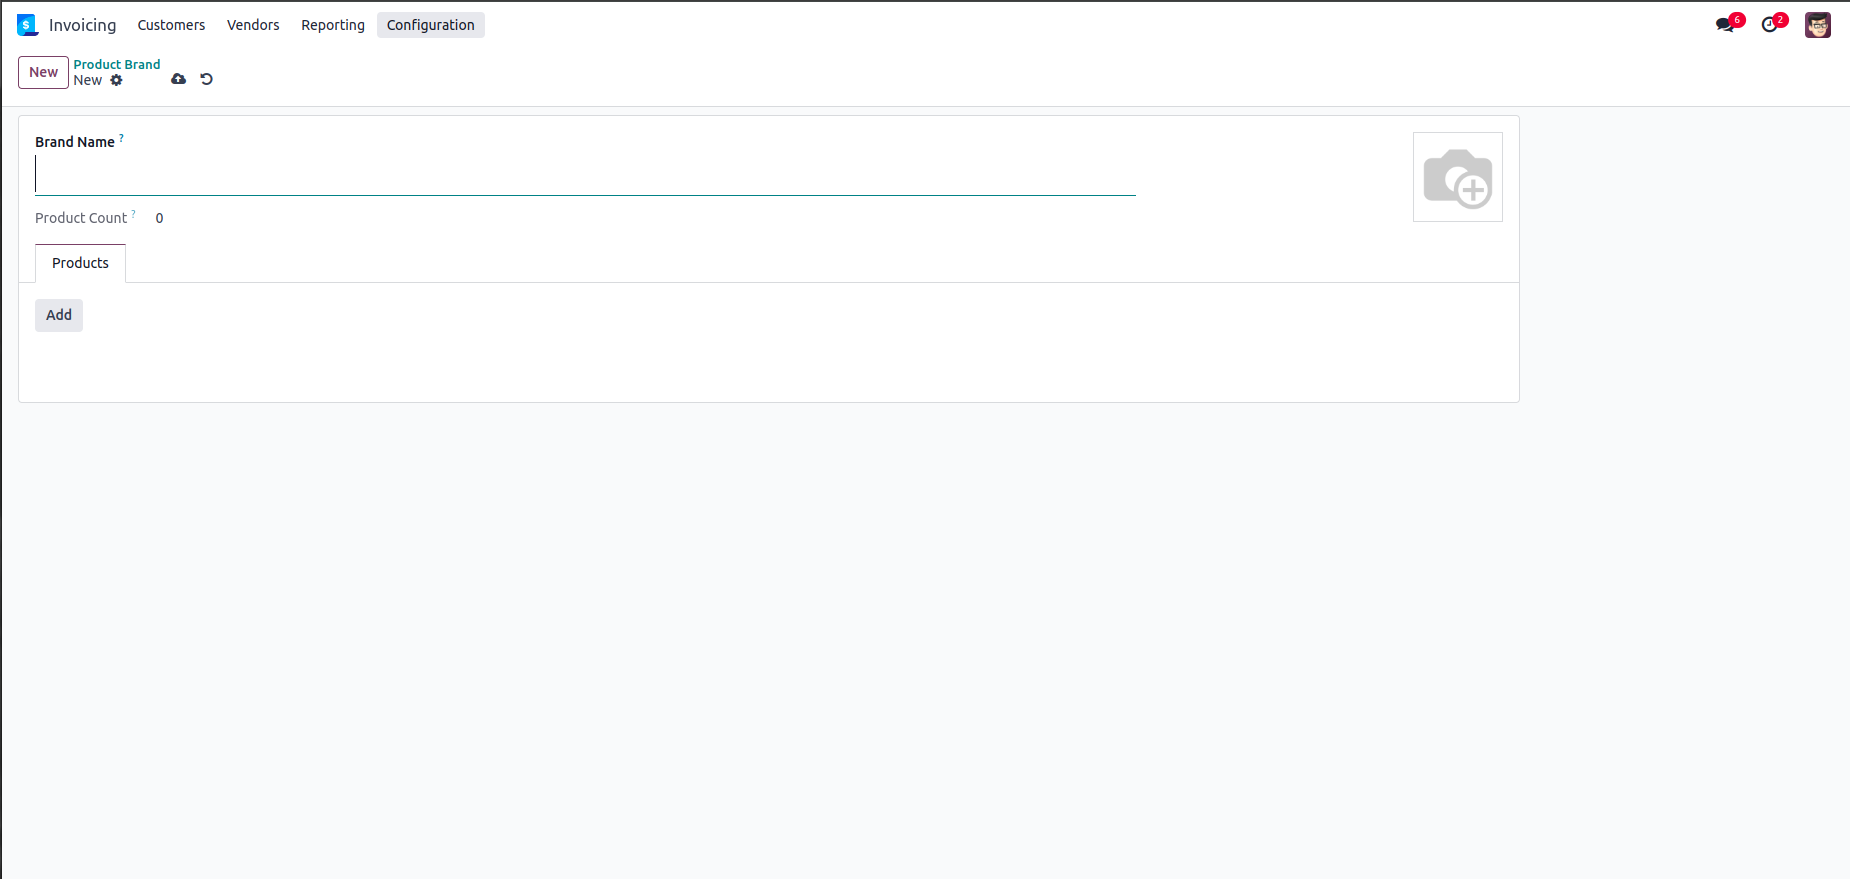 $ Invoicing Customers Vendors Reporting Configuration 6 2
New Product Brand
New
Brand Name ?
Product Count ? 0
Products
Add